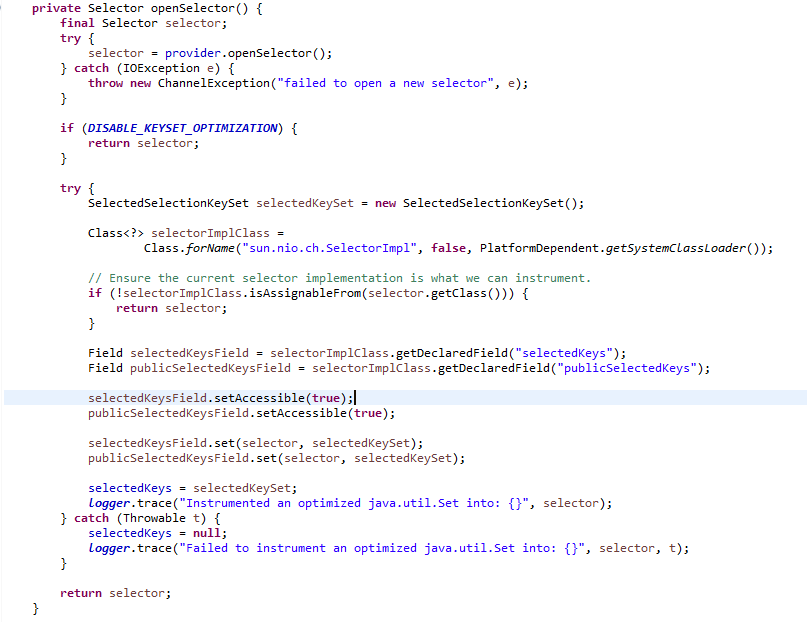 private Selector openSelector() {
final Selector selector;
try {
selector = provider.openSelector();
} catch (IOException e) {
throw new ChannelException("failed to open a new selector", e);
}
if (DISABLE_KEYSET_OPTIMIZATION) {
return selector;
}
try {
SelectedSelectionKeySet selectedKeySet = new SelectedSelectionKeySet();
Class<?> selectorImplClass =
Class.forName("sun.nio.ch.SelectorImpl", false, PlatformDependent.getSystemClassLoader());
// Ensure the current selector implementation is what we can instrument.
if (!selectorImplClass.isAssignableFrom(selector.getClass())) {
return selector;
}
Field selectedKeysField = selectorImplClass.getDeclaredField("selectedKeys");
Field publicSelectedKeysField = selectorImplClass.getDeclaredField("publicSelectedKeys");
selectedKeysField.setAccessible(true);
publicSelectedKeysField.setAccessible(true);
selectedKeysField.set(selector, selectedKeySet);
publicSelectedKeysField.set(selector, selectedKeySet);
selectedKeys = selectedKeySet;
logger.trace("Instrumented an optimized java.util.Set into: {}", selector);
} catch (Throwable t) {
selectedKeys = null;
logger.trace("Failed to instrument an optimized java.util.Set into: {}", selector, t);
}
return selector;
}